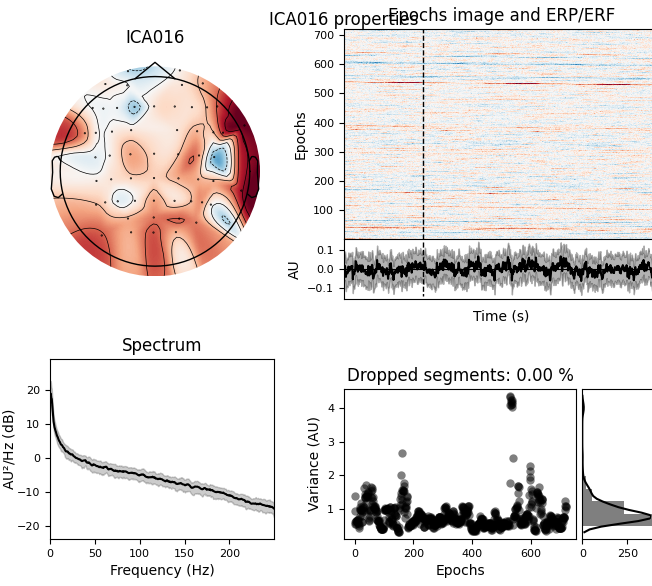 ICA016 properties
ICA016
Epochs image and ERP/ERF
700
600
500
400
300
200
100
Epochs
0.1
0.0
−0.1
AU
Time (s)
Spectrum
20
10
0
−10
−20
AU²/Hz (dB)
0 50 100 150 200
Frequency (Hz)
Dropped segments: 0.00 %
4
3
2
1
Variance (AU)
0 200 400 600
Epochs
0 250